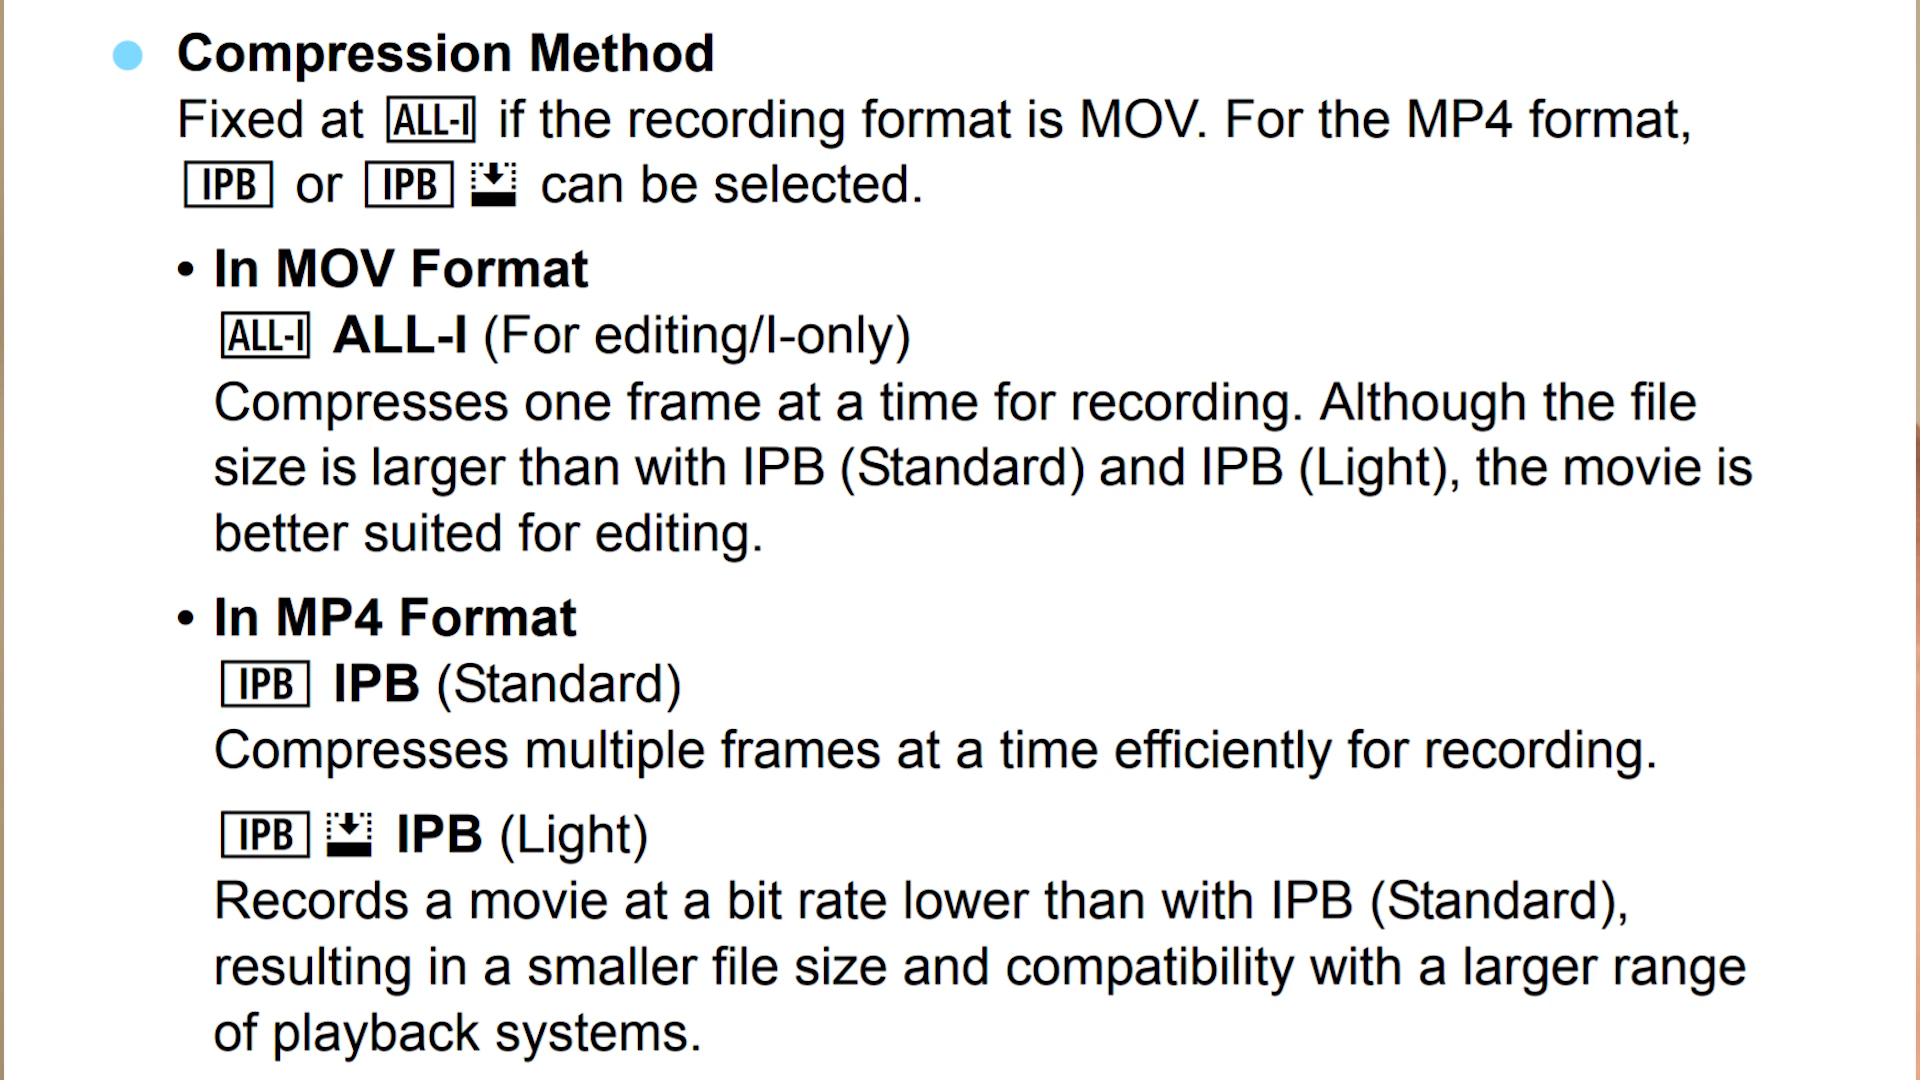 Compression Method
Fixed at ALL-I if the recording format is MOV. For the MP4 format,
IPB or IPB can be selected.
• In MOV Format
ALL-I ALL-I (For editing/I-only)
Compresses one frame at a time for recording. Although the file
size is larger than with IPB (Standard) and IPB (Light), the movie is
better suited for editing.
• In MP4 Format
IPB IPB (Standard)
Compresses multiple frames at a time efficiently for recording.
IPB IPB (Light)
Records a movie at a bit rate lower than with IPB (Standard),
resulting in a smaller file size and compatibility with a larger range
of playback systems.